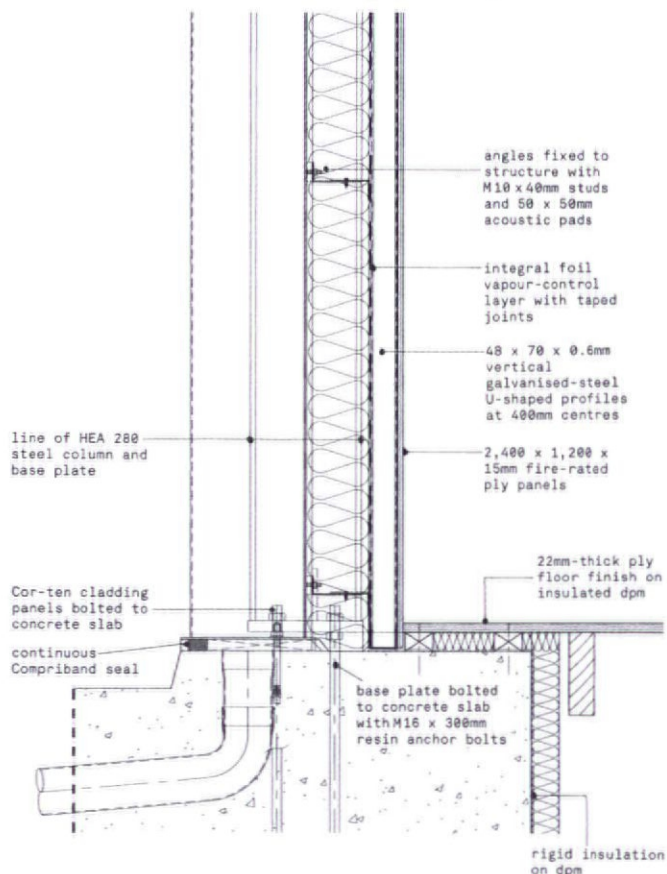 angles fixed to
structure with
M10 x 40mm studs
and 50 x 50mm
acoustic pads
integral foil
vapour-control
layer with taped
joints
48 x 70 x 0.6mm
vertical
galvanised-steel
U-shaped profiles
at 400mm centres
line of HEA 280
steel column and
base plate
2,400 x 1,200 x
15mm fire-rated
ply panels
22mm-thick ply
floor finish on
insulated dpm
Cor-ten cladding
panels bolted to
concrete slab
continuous
Compriband seal
base plate bolted
to concrete slab
with M16 x 300mm
resin anchor bolts
rigid insulation
on dpm